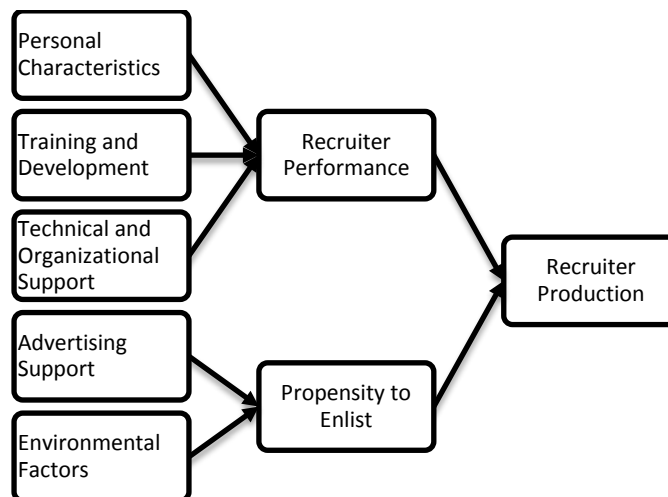 Personal
Characteristics
Training and
Development
Technical and
Organizational
Support
Advertising
Support
Environmental
Factors
Recruiter
Performance
Propensity to
Enlist
Recruiter
Production